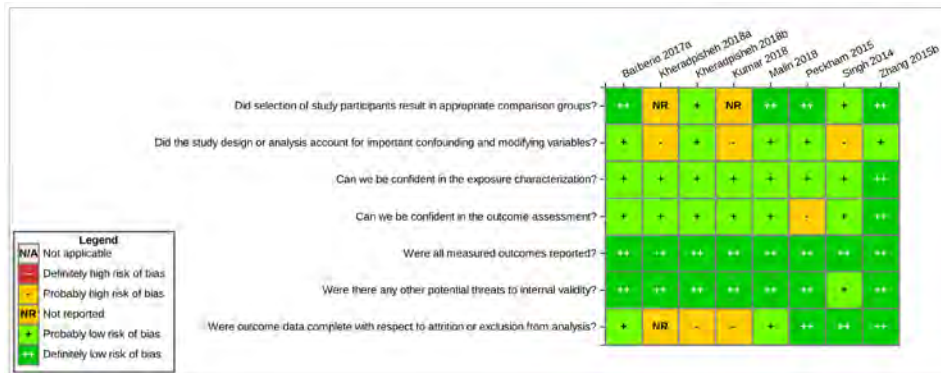 Barberio 2017a
Kheradpisheh 2018a
Kheradpisheh 2018b
Kumar 2018
Malin 2018
Peckham 2015
Singh 2014
Zhang 2015b
Did selection of study participants result in appropriate comparison groups? ++ NR + NR ++ ++ + ++
Did the study design or analysis account for important confounding and modifying variables? + - + - + + - +
Can we be confident in the exposure characterization? + + + + + + + ++
Can we be confident in the outcome assessment? + + + + + - + ++
Were all measured outcomes reported? ++ ++ ++ ++ ++ ++ ++ ++
Were there any other potential threats to internal validity? ++ ++ ++ ++ ++ ++ + ++
Were outcome data complete with respect to attrition or exclusion from analysis? + NR - - + ++ ++ ++
Legend
N/A Not applicable
-- Definitely high risk of bias
- Probably high risk of bias
NR Not reported
+ Probably low risk of bias
++ Definitely low risk of bias